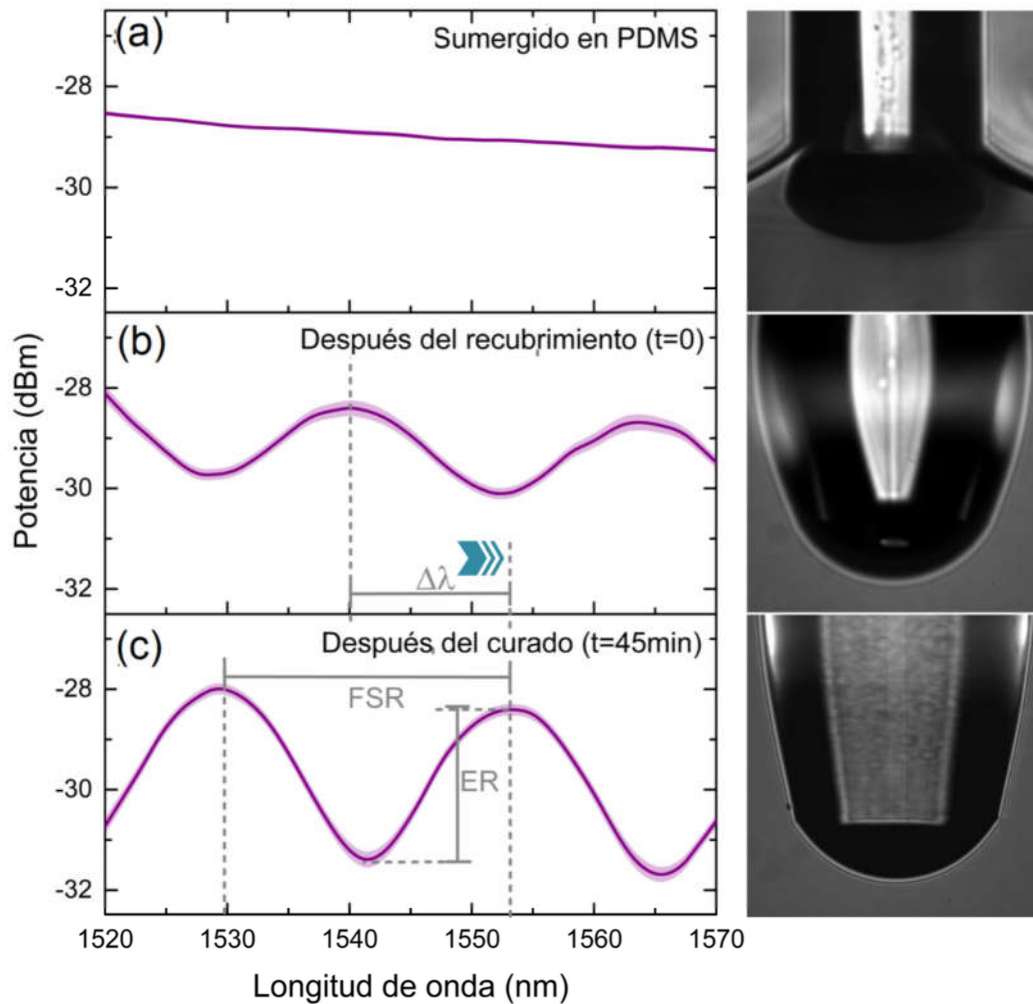 (a)
Sumergido en PDMS
-28
-30
-32
(b)
Después del recubrimiento (t=0)
-28
-30
-32
Δλ
(c)
Después del curado (t=45min)
-28
FSR
-30
ER
-32
Potencia (dBm)
1520 1530 1540 1550 1560 1570
Longitud de onda (nm)